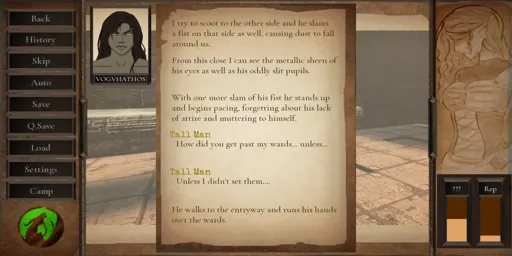 Back
History
Skip
Auto
Save
Q.Save
Load
Settings
Camp
VOGVHATHOS
I try to scoot to the other side and he slams
a fist on that side as well, causing dust to fall
around us.
From this close I can see the metallic sheen of
his eyes as well as his oddly slit pupils.
With one more slam of his fist he stands up
and begins pacing, forgetting about his lack
of attire and muttering to himself.
Tall Man
How did you get past my wards... unless...
Tall Man
Unless I didn't set them....
He walks to the entryway and runs his hands
over the wards.
???
Rep